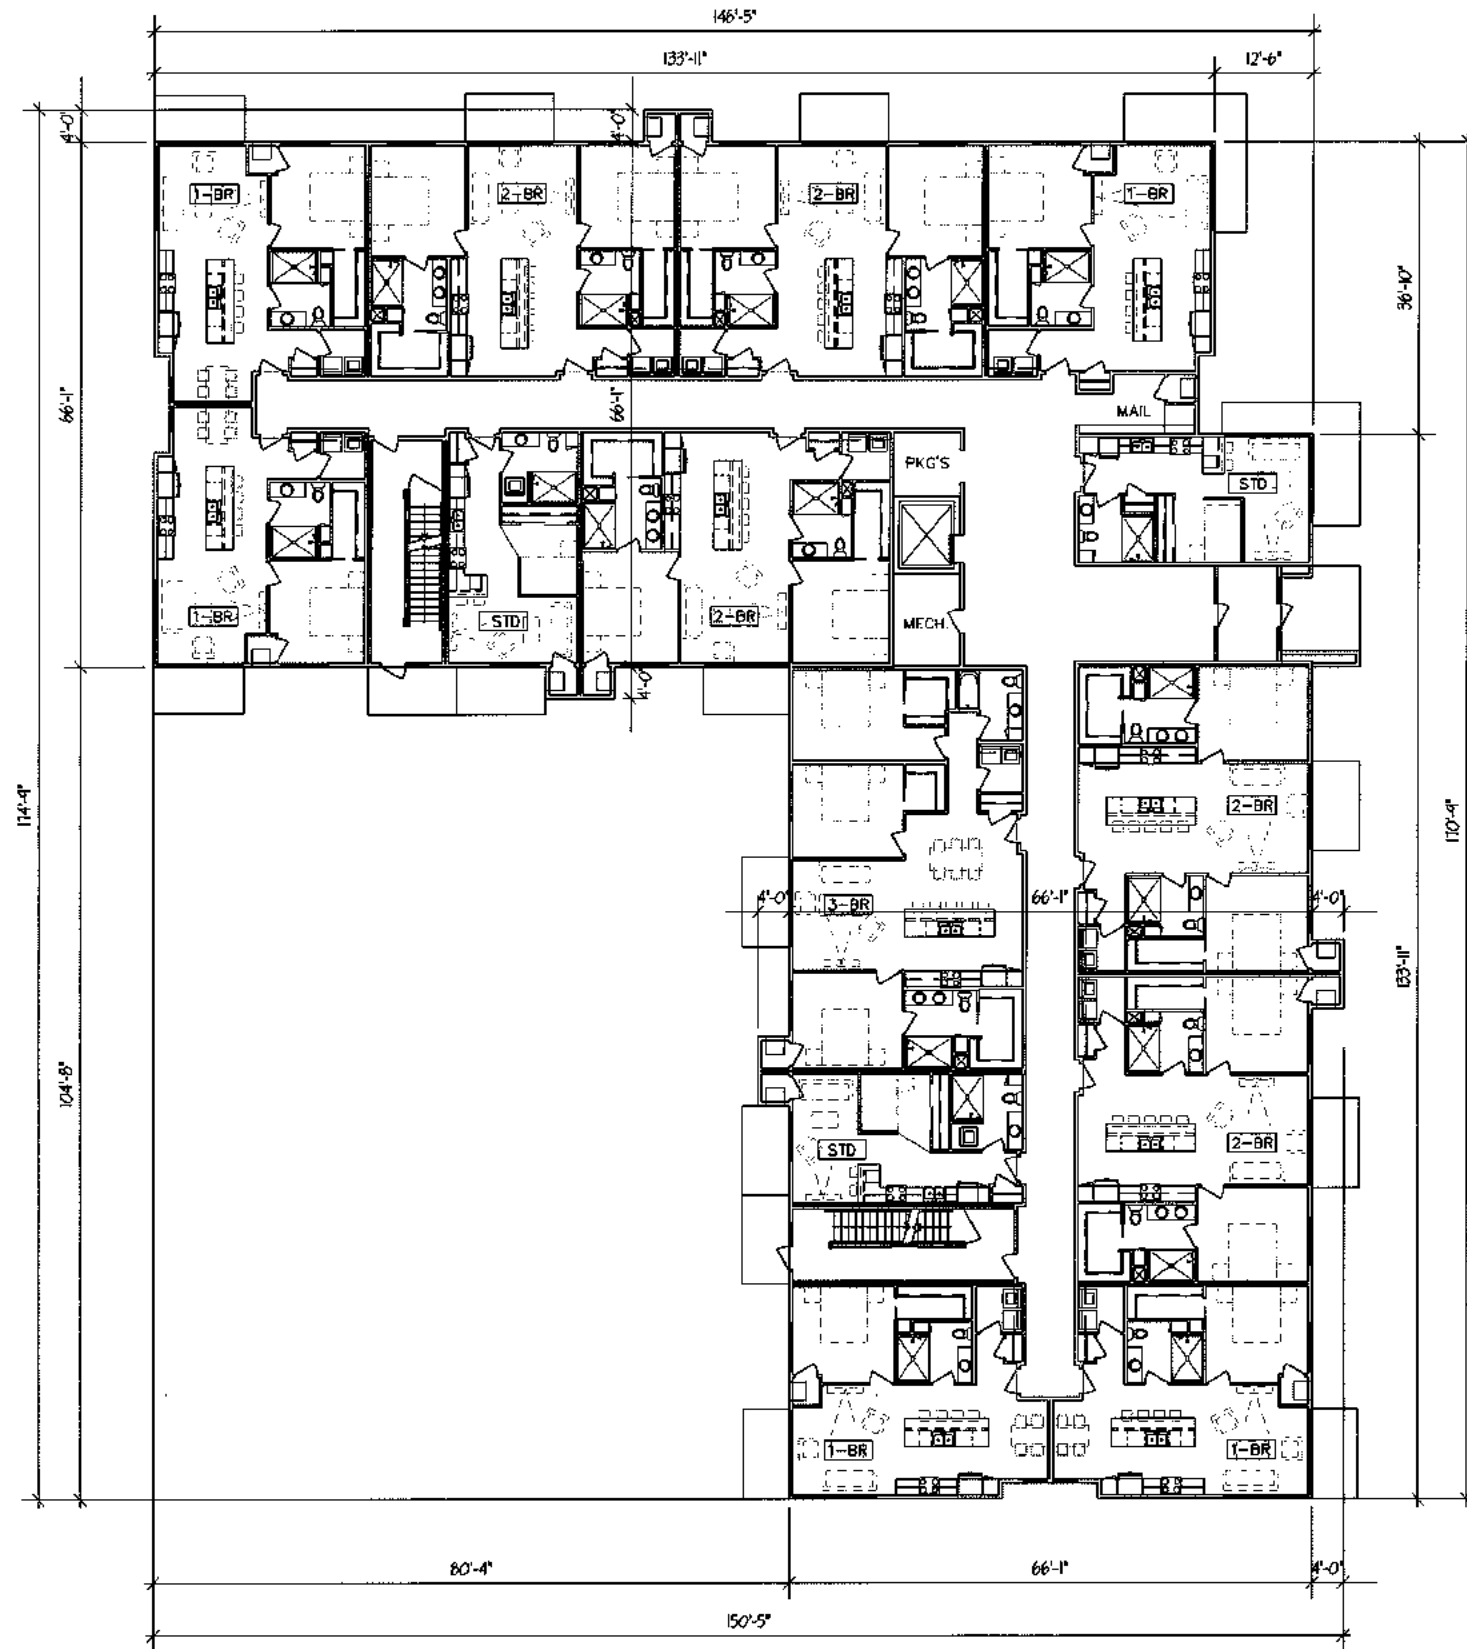 146'-5"
133'-11"
12'-6"
4'-0"
4'-0"
1-BR
2-BR
2-BR
1-BR
36'-10"
66'-1"
66'-1"
MAIL
PKG'S
STD
1-BR
STD
2-BR
MECH.
4'-0"
174'-9"
2-BR
170'-9"
4'-0"
3-BR
66'-1"
4'-0"
133'-11"
104'-8"
STD
2-BR
1-BR
1-BR
80'-4"
66'-1"
4'-0"
150'-5"